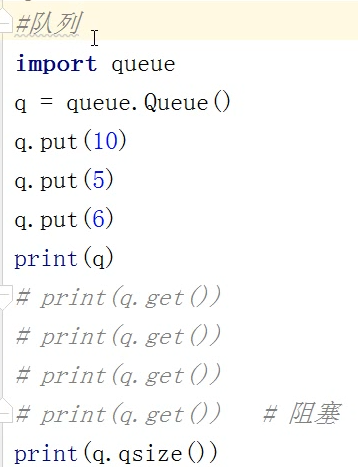 #队列
import queue
q = queue.Queue()
q.put(10)
q.put(5)
q.put(6)
print(q)
# print(q.get())
# print(q.get())
# print(q.get())
# print(q.get())   # 阻塞
print(q.qsize())